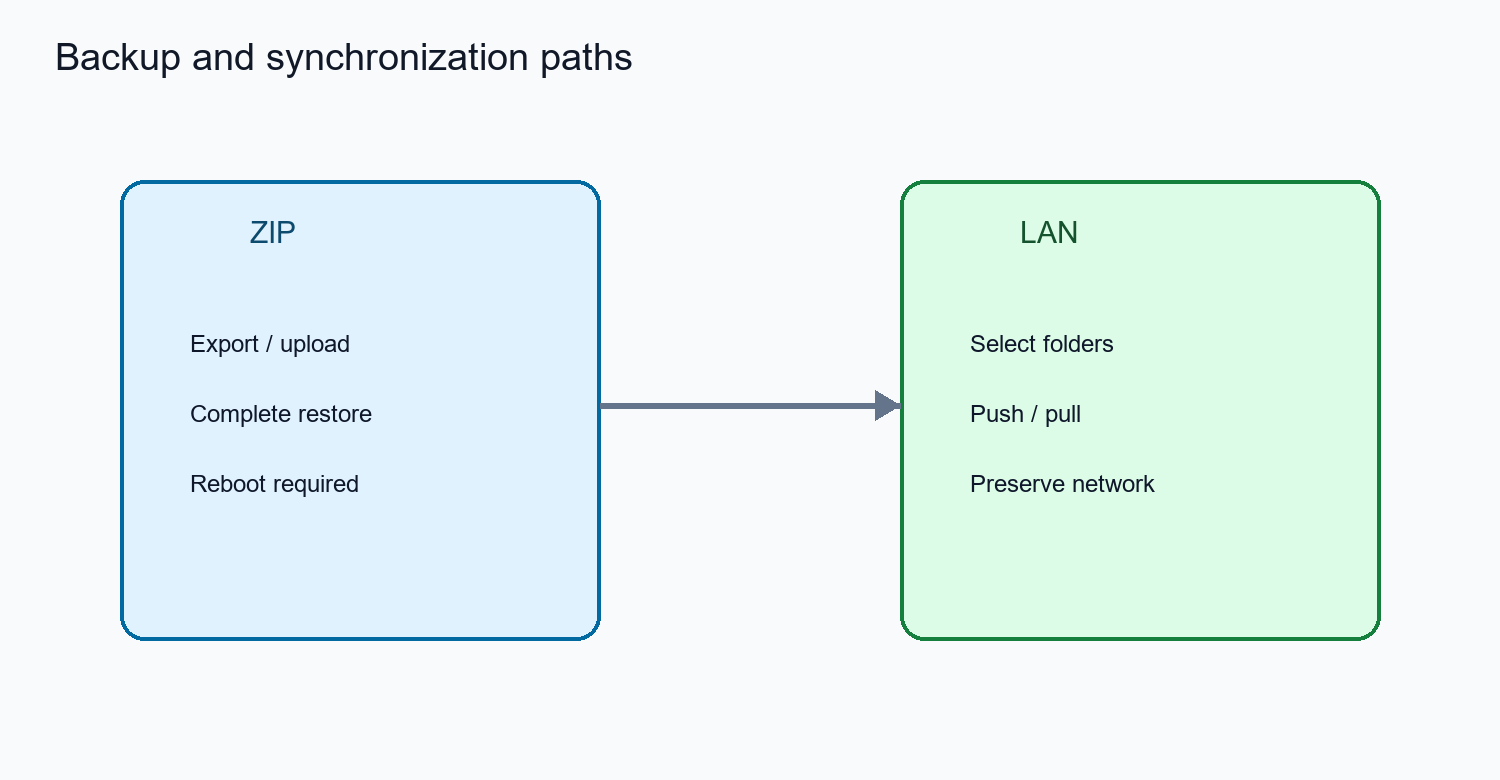 Backup and synchronization paths
ZIP
Export / upload
Complete restore
Reboot required
LAN
Select folders
Push / pull
Preserve network